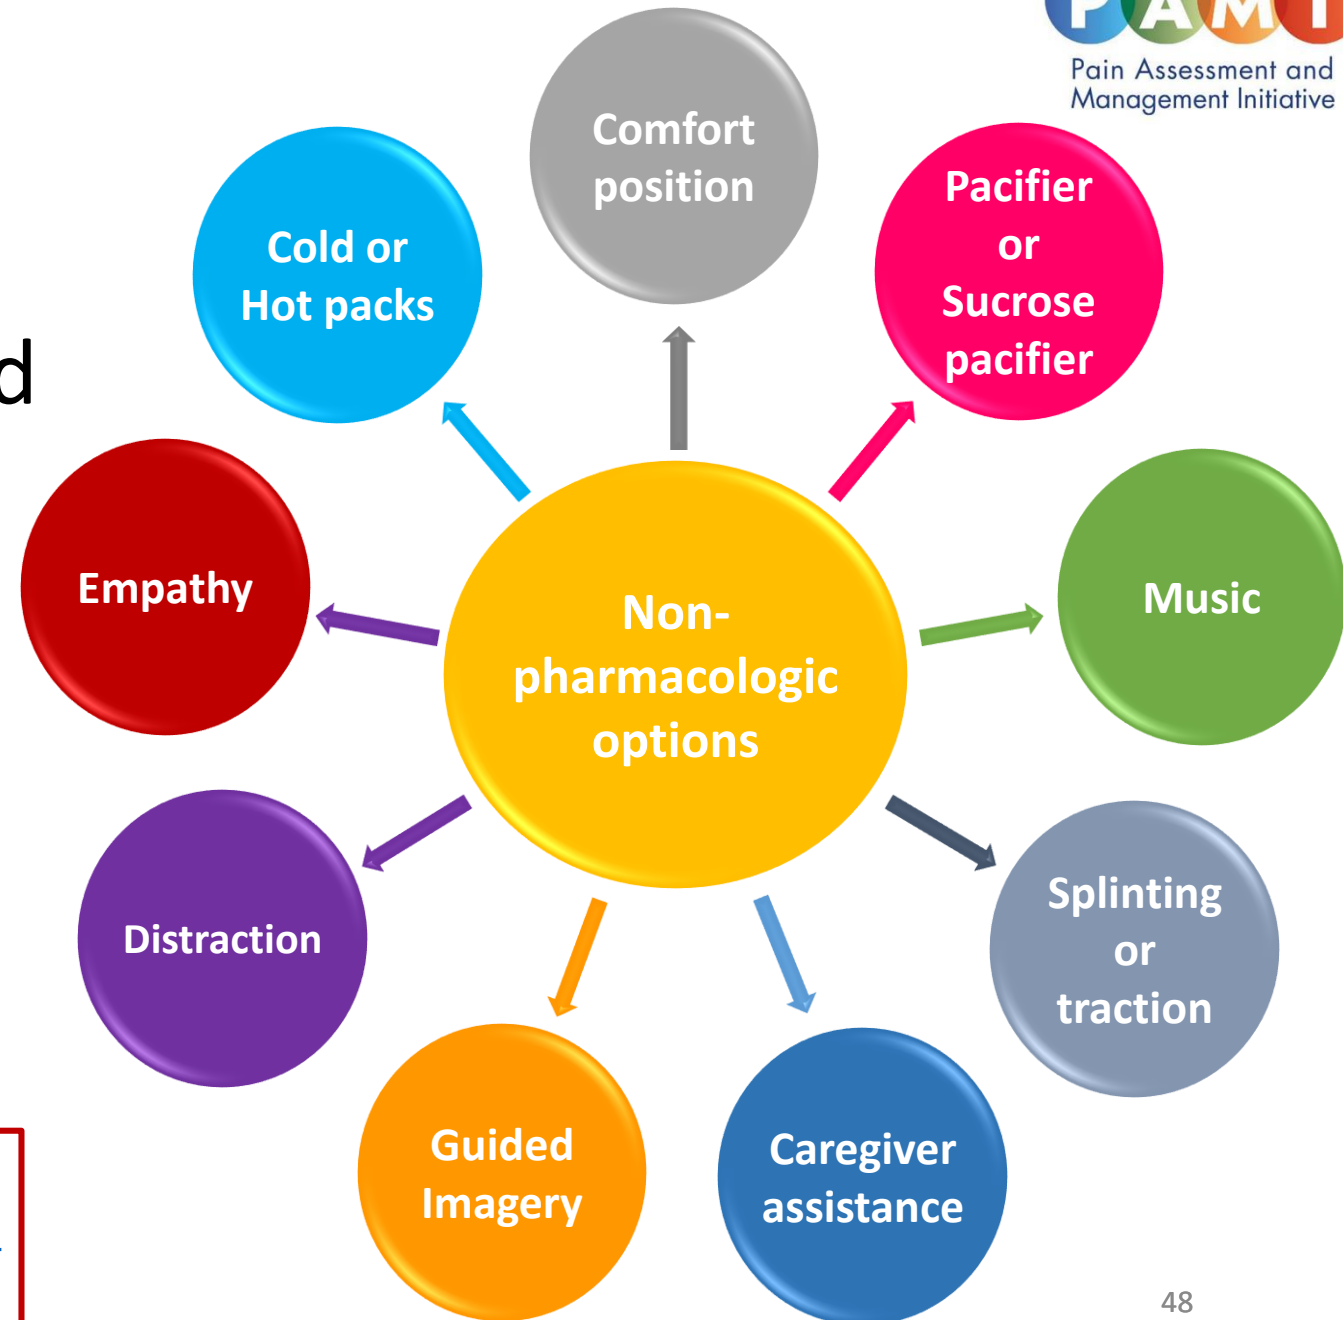 PAMI
Pain Assessment and
Management Initiative
Comfort
position
Pacifier
or
Sucrose
pacifier
Cold or
Hot packs
d
Empathy
Non-
pharmacologic
options
Music
Distraction
Splinting
or
traction
Guided
Imagery
Caregiver
assistance
48